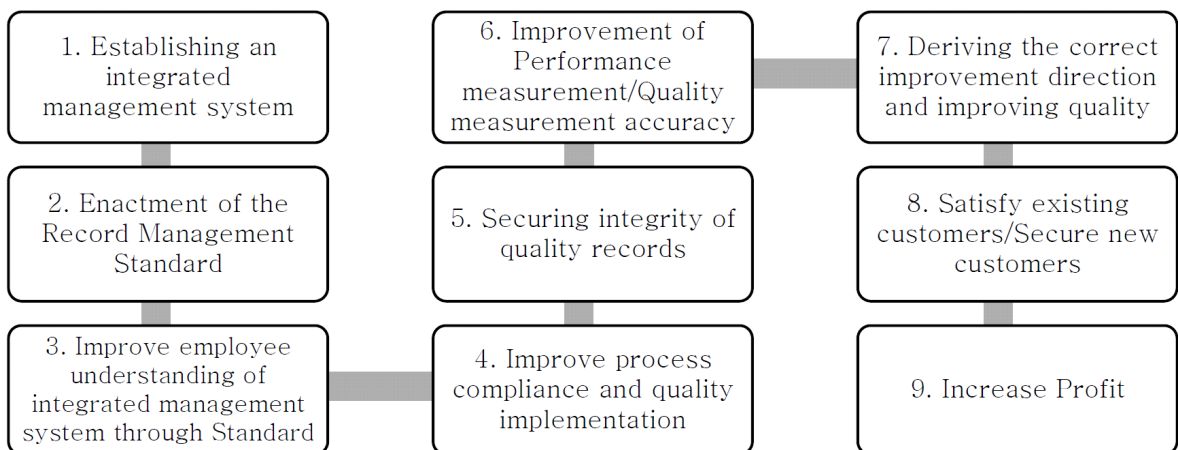 1. Establishing an
integrated
management system
2. Enactment of the
Record Management
Standard
3. Improve employee
understanding of
integrated management
system through Standard
4. Improve process
compliance and quality
implementation
5. Securing integrity of
quality records
6. Improvement of
Performance
measurement/Quality
measurement accuracy
7. Deriving the correct
improvement direction
and improving quality
8. Satisfy existing
customers/Secure new
customers
9. Increase Profit